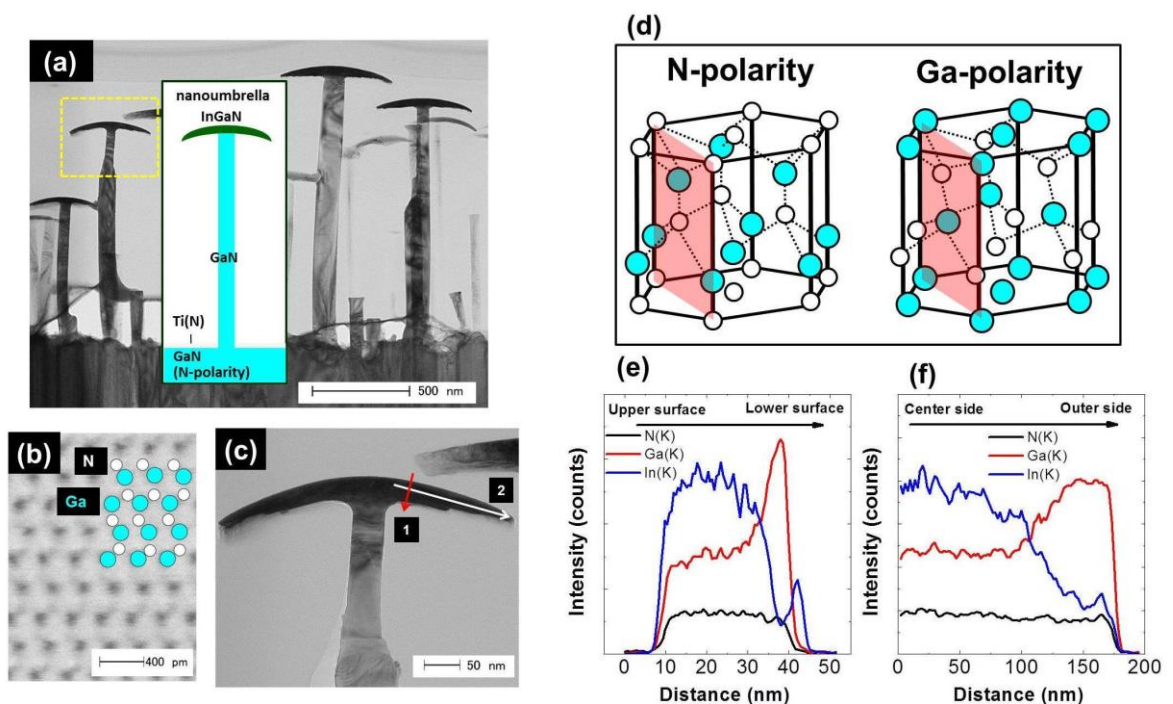 (a)
nanoumbrella
InGaN
GaN
Ti(N)
GaN
(N-polarity)
500 nm
(b)
N
Ga
400 pm
(c)
1
2
50 nm
(d)
N-polarity
Ga-polarity
(e)
Upper surface
Lower surface
N(K)
Ga(K)
In(K)
Intensity (counts)
0 10 20 30 40 50
Distance (nm)
(f)
Center side
Outer side
N(K)
Ga(K)
In(K)
Intensity (counts)
0 50 100 150 200
Distance (nm)